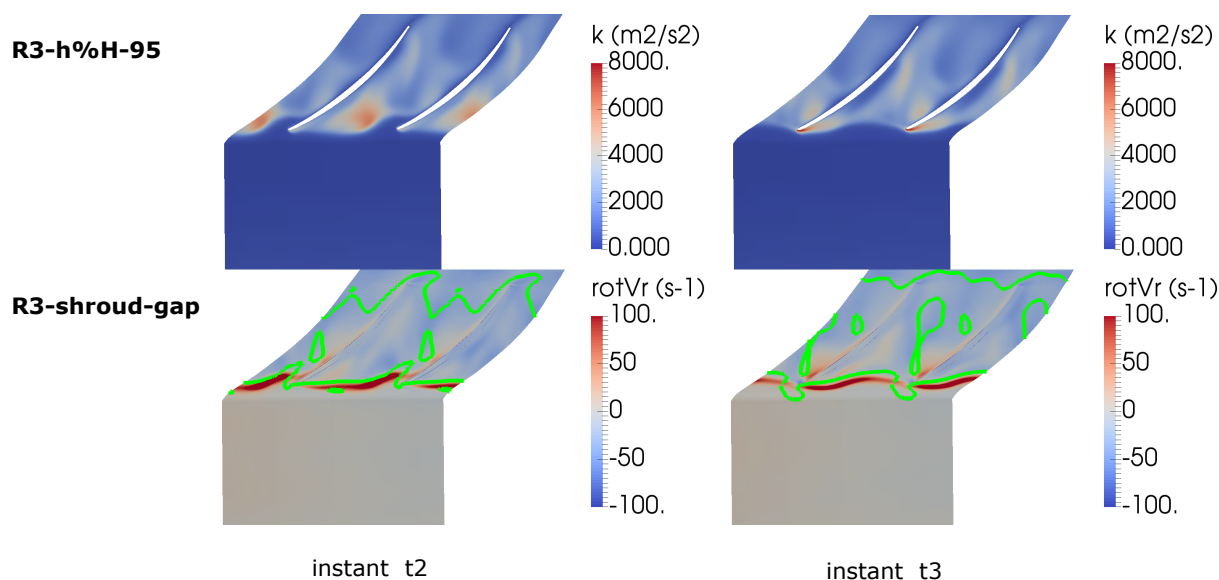 R3-h%H-95
k (m2/s2)
8000.
6000
4000
2000
0.000
k (m2/s2)
8000.
6000
4000
2000
0.000
R3-shroud-gap
rotVr (s-1)
100.
50
0
-50
-100.
rotVr (s-1)
100.
50
0
-50
-100.
instant t2
instant t3